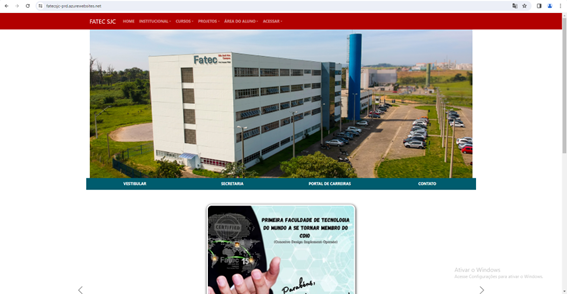 fatecsjc-prd.azurewebsites.net
FATEC SJC HOME INSTITUCIONAL CURSOS PROJETOS ÁREA DO ALUNO ACESSAR
Fatec
VESTIBULAR SECRETARIA PORTAL DE CARREIRAS CONTATO
PRIMEIRA FACULDADE DE TECNOLOGIA
DO MUNDO A SE TORNAR MEMBRO DO
CDIO
(Conceive Design Implement Operate)
CERTIFIED
Fatec
Parabéns,
Ativar o Windows
Acesse Configurações para ativar o Windows.